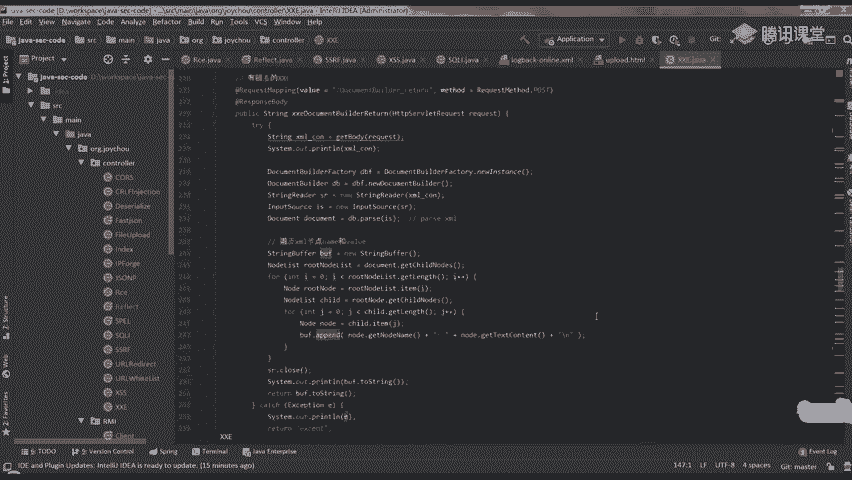 java-sec-code [D:\workspace\java-sec-code] - ...\src\main\java\org\joychou\controller\XXE.java - IntelliJ IDEA (Administrator)
File Edit View Navigate Code Analyze Refactor Build Run Tools VCS Window Help
java-sec-code src main java org joychou controller XXE
Application
Git:
腾讯课堂
Project
Rce.java Reflect.java SSRF.java XSS.java SQLI.java logback-online.xml upload.html XXE.java
java-sec-code
src
main
java
org.joychou
controller
CORS
CRLFInjection
Deserialize
Fastjson
FileUpload
Index
IPForge
JSONP
Rce
Reflect
SPEL
SQLI
SSRF
URLRedirect
URLWhiteList
XSS
XXE
RMI
Client
1: Project
7: Structure
Web
2: Favorites
// 有回显的XXE
@RequestMapping(value = "/DocumentBuilder_return", method = RequestMethod.POST)
@ResponseBody
public String xxeDocumentBuilderReturn(HttpServletRequest request) {
try {
String xml_con = getBody(request);
System.out.println(xml_con);
DocumentBuilderFactory dbf = DocumentBuilderFactory.newInstance();
DocumentBuilder db = dbf.newDocumentBuilder();
StringReader sr = new StringReader(xml_con);
InputSource is = new InputSource(sr);
Document document = db.parse(is); // parse xml
// 遍历xml节点name和value
StringBuffer buf = new StringBuffer();
NodeList rootNodeList = document.getChildNodes();
for (int i = 0; i < rootNodeList.getLength(); i++) {
Node rootNode = rootNodeList.item(i);
NodeList child = rootNode.getChildNodes();
for (int j = 0; j < child.getLength(); j++) {
Node node = child.item(j);
buf.append( node.getNodeName() + ": " + node.getTextContent() + "\n" );
}
}
sr.close();
System.out.println(buf.toString());
return buf.toString();
} catch (Exception e) {
System.out.println(e);
return "except";
XXE
6: TODO 9: Version Control Spring Terminal Java Enterprise
Event Log
IDE and Plugin Updates: IntelliJ IDEA is ready to update. (15 minutes ago)
147:1 LF UTF-8 4 spaces Git: master